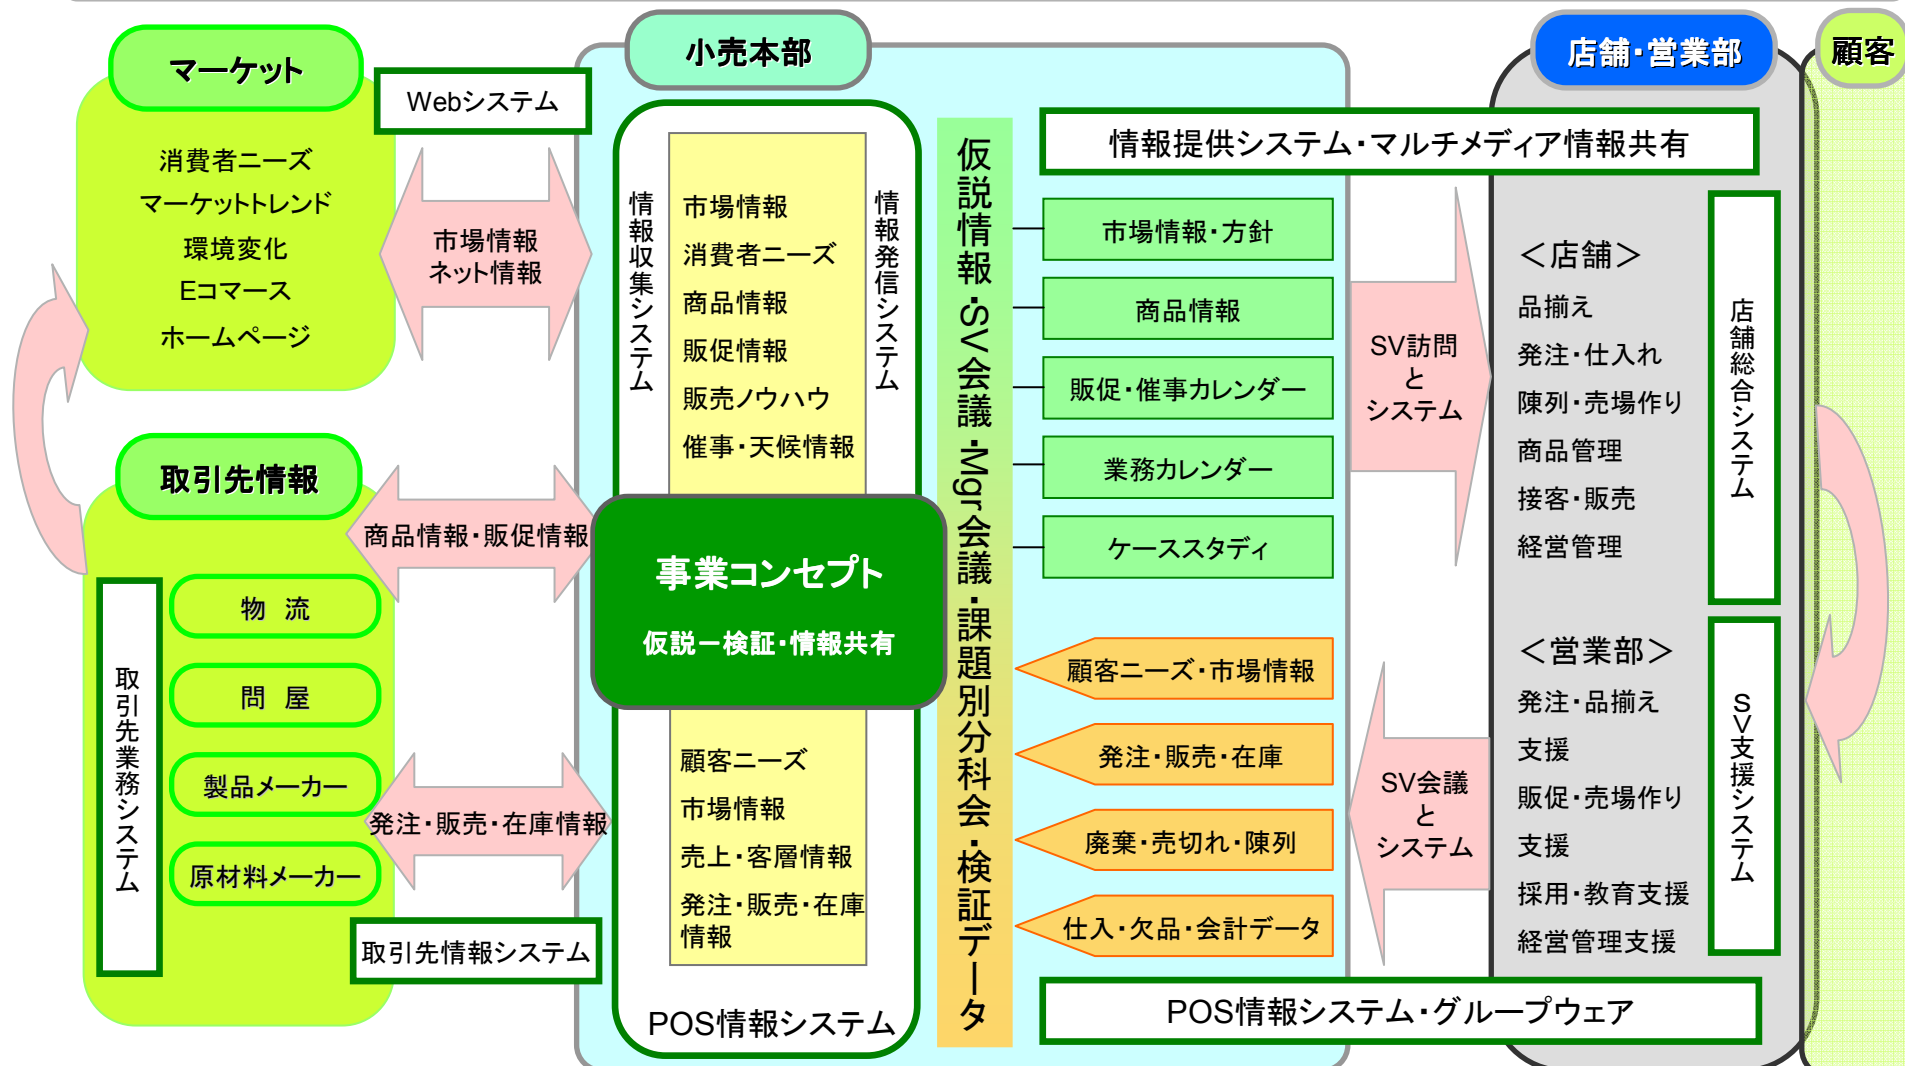 マーケット
消費者ニーズ
マーケットトレンド
環境変化
Eコマース
ホームページ
Webシステム
市場情報
ネット情報
取引先情報
商品情報・販促情報
取引先業務システム
物 流
問 屋
製品メーカー
原材料メーカー
発注・販売・在庫情報
取引先情報システム
小売本部
情報収集システム
市場情報
消費者ニーズ
商品情報
販促情報
販売ノウハウ
催事・天候情報
情報発信システム
事業コンセプト
仮説－検証・情報共有
顧客ニーズ
市場情報
売上・客層情報
発注・販売・在庫
情報
POS情報システム
仮説情報・SV会議・Mgr会議・課題別分科会・検証データ
情報提供システム・マルチメディア情報共有
市場情報・方針
商品情報
販促・催事カレンダー
業務カレンダー
ケーススタディ
顧客ニーズ・市場情報
発注・販売・在庫
廃棄・売切れ・陳列
仕入・欠品・会計データ
POS情報システム・グループウェア
SV訪問
と
システム
SV会議
と
システム
店舗・営業部
＜店舗＞
品揃え
発注・仕入れ
陳列・売場作り
商品管理
接客・販売
経営管理
店舗総合システム
＜営業部＞
発注・品揃え
支援
販促・売場作り
支援
採用・教育支援
経営管理支援
SV支援システム
顧客